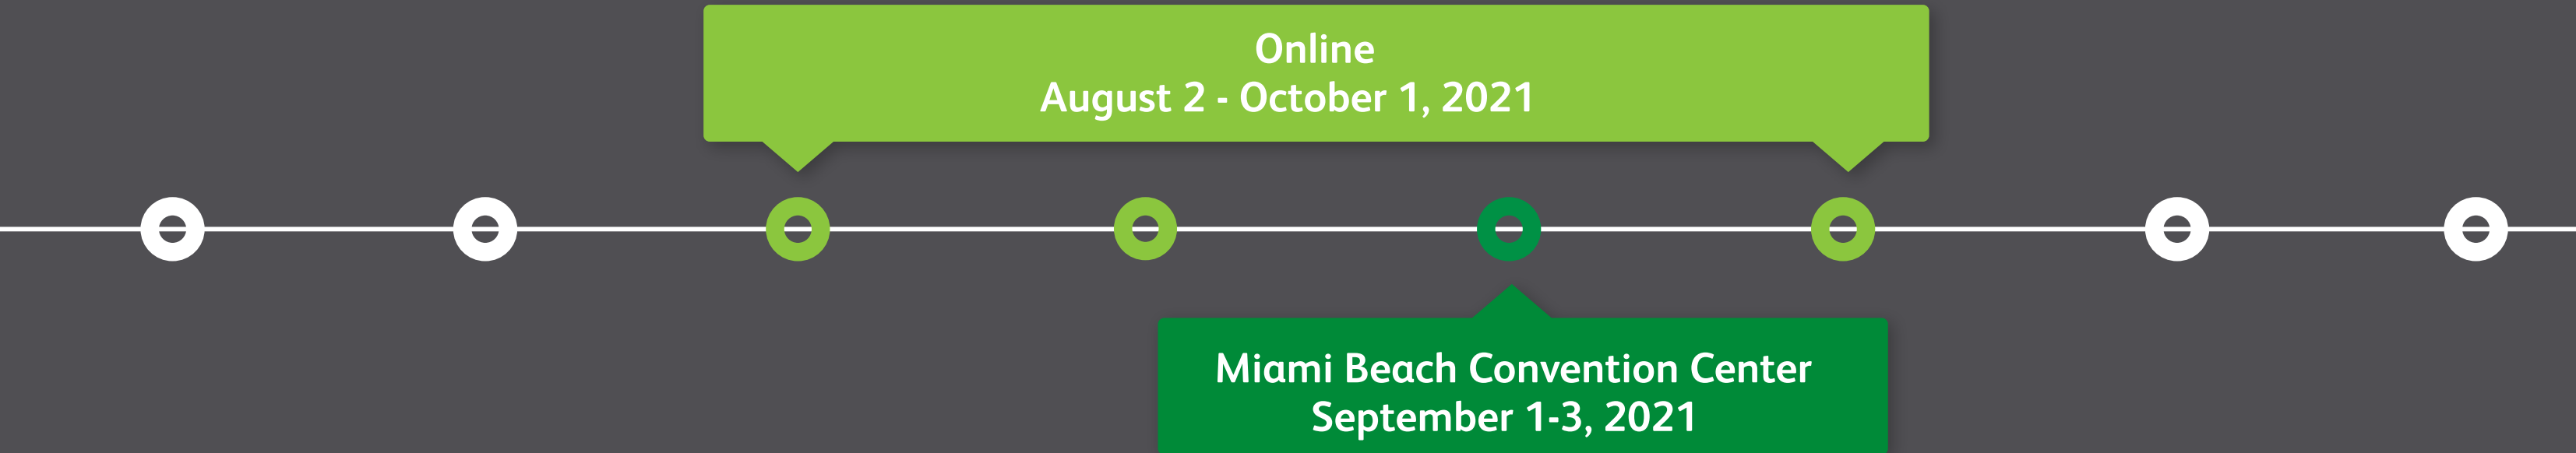 Online
August 2 - October 1, 2021
Miami Beach Convention Center
September 1-3, 2021